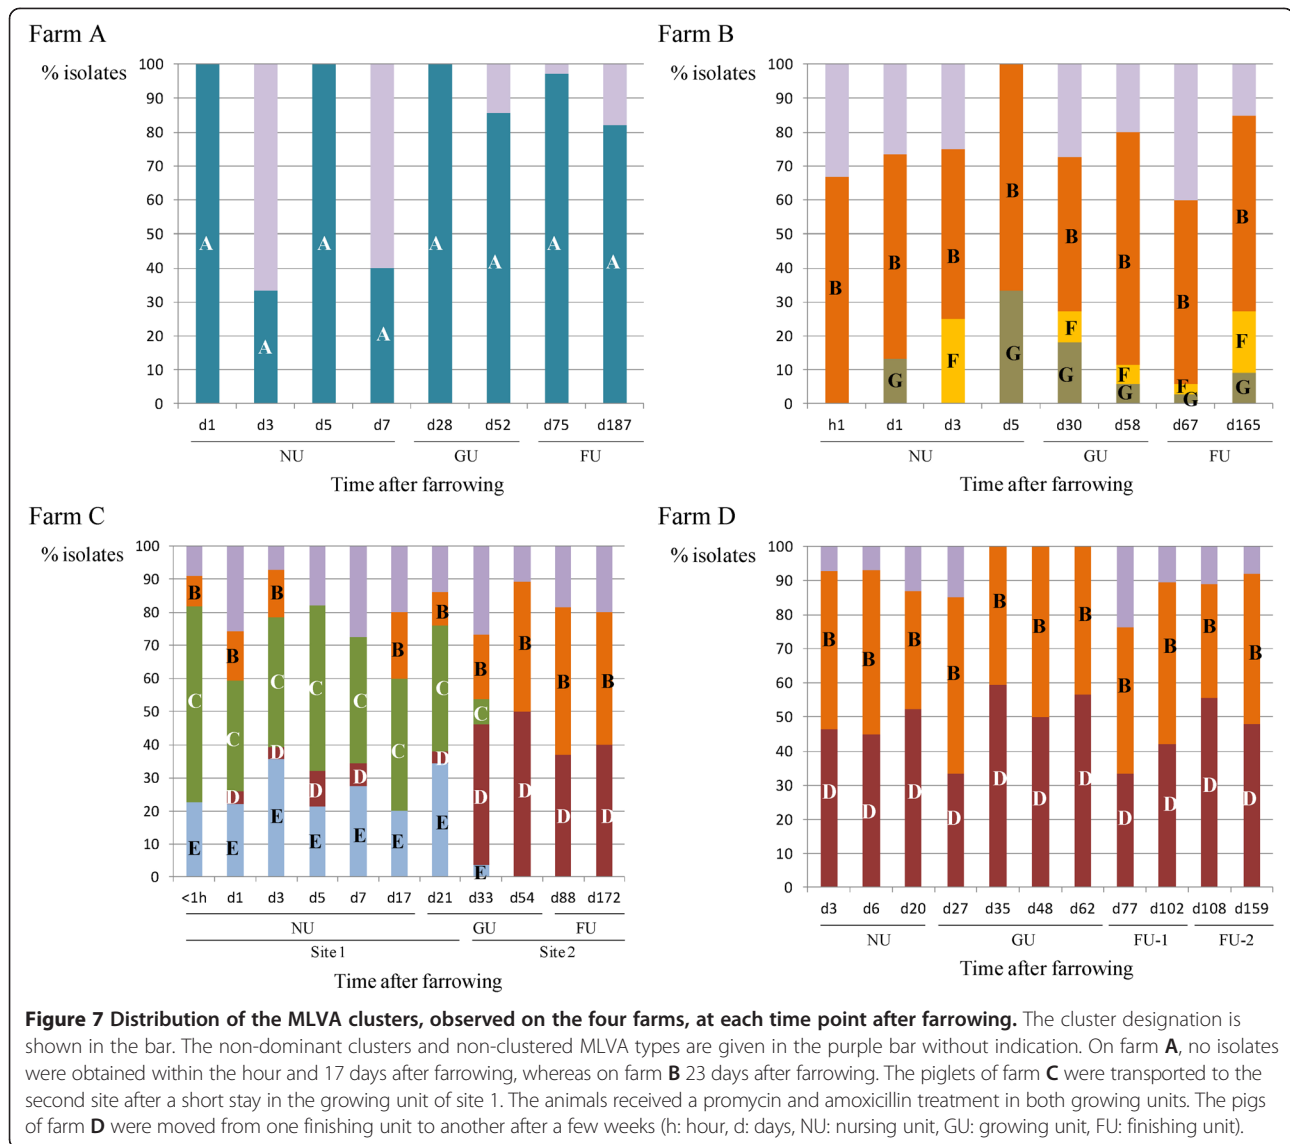 Farm A
% isolates
100
90
80
70
60
50
40
30
20
10
0
A A A A A A A A
d1 d3 d5 d7 d28 d52 d75 d187
NU GU FU
Time after farrowing
Farm B
% isolates
100
90
80
70
60
50
40
30
20
10
0
B
B G
B F
B G
B F G
B F G
B F G
B F G
h1 d1 d3 d5 d30 d58 d67 d165
NU GU FU
Time after farrowing
Farm C
% isolates
100
90
80
70
60
50
40
30
20
10
0
B C E
B C D E
B C D E
C D E
C D E
B C E
B C D E
B C D E
B D
B D
B D
<1h d1 d3 d5 d7 d17 d21 d33 d54 d88 d172
NU GU FU
Site 1 Site 2
Time after farrowing
Farm D
% isolates
100
90
80
70
60
50
40
30
20
10
0
B D
B D
B D
B D
B D
B D
B D
B D
B D
B D
B D
d3 d6 d20 d27 d35 d48 d62 d77 d102 d108 d159
NU GU FU-1 FU-2
Time after farrowing
Figure 7 Distribution of the MLVA clusters, observed on the four farms, at each time point after farrowing. The cluster designation is
shown in the bar. The non-dominant clusters and non-clustered MLVA types are given in the purple bar without indication. On farm A, no isolates
were obtained within the hour and 17 days after farrowing, whereas on farm B 23 days after farrowing. The piglets of farm C were transported to the
second site after a short stay in the growing unit of site 1. The animals received a promycin and amoxicillin treatment in both growing units. The pigs
of farm D were moved from one finishing unit to another after a few weeks (h: hour, d: days, NU: nursing unit, GU: growing unit, FU: finishing unit).